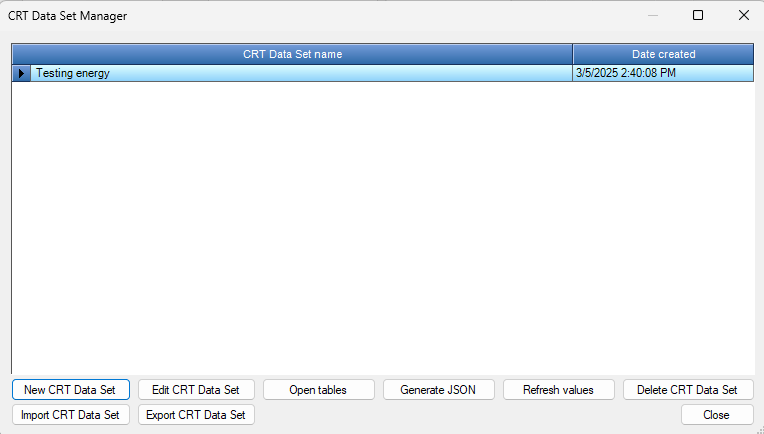 CRT Data Set Manager
CRT Data Set name Date created
Testing energy 3/5/2025 2:40:08 PM
New CRT Data Set Edit CRT Data Set Open tables Generate JSON Refresh values Delete CRT Data Set
Import CRT Data Set Export CRT Data Set Close